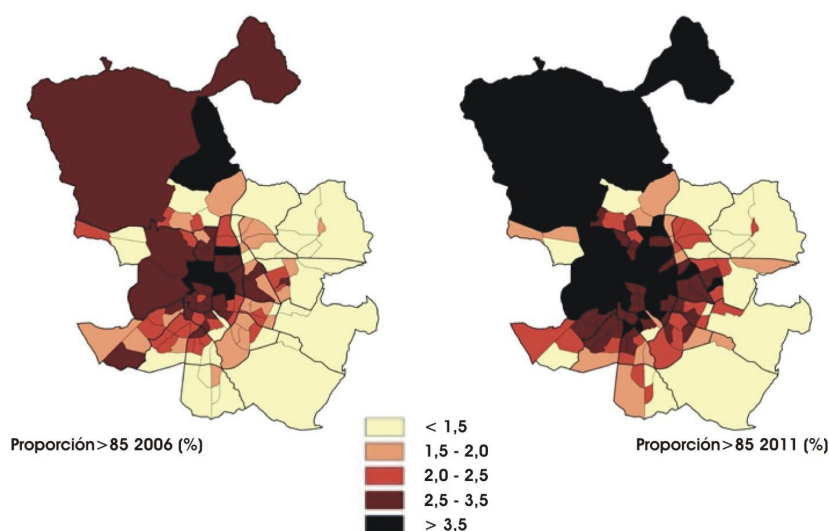 Proporción>85 2006 (%)
< 1,5
1,5 - 2,0
2,0 - 2,5
2,5 - 3,5
> 3,5
Proporción>85 2011 (%)